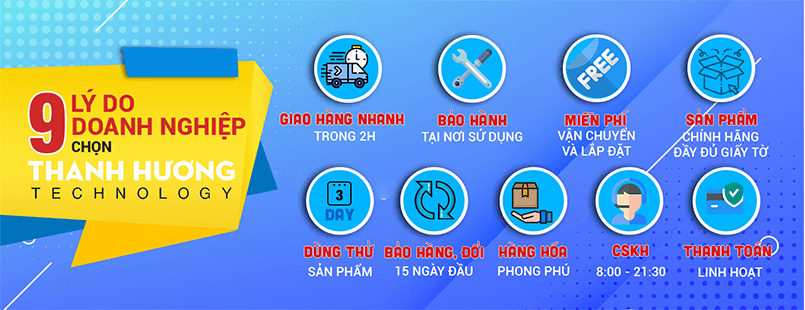 9 LÝ DO
DOANH NGHIỆP
CHỌN
THANH HƯƠNG
TECHNOLOGY
GIAO HÀNG NHANH
TRONG 2H
BẢO HÀNH
TẠI NƠI SỬ DỤNG
FREE
MIỄN PHÍ
VẬN CHUYỂN
VÀ LẮP ĐẶT
SẢN PHẨM
CHÍNH HÃNG
ĐẦY ĐỦ GIẤY TỜ
3
DAY
DÙNG THỬ
SẢN PHẨM
BẢO HÀNG, ĐỔI
15 NGÀY ĐẦU
HÀNG HÓA
PHONG PHÚ
CSKH
8:00 - 21:30
THANH TOÁN
LINH HOẠT